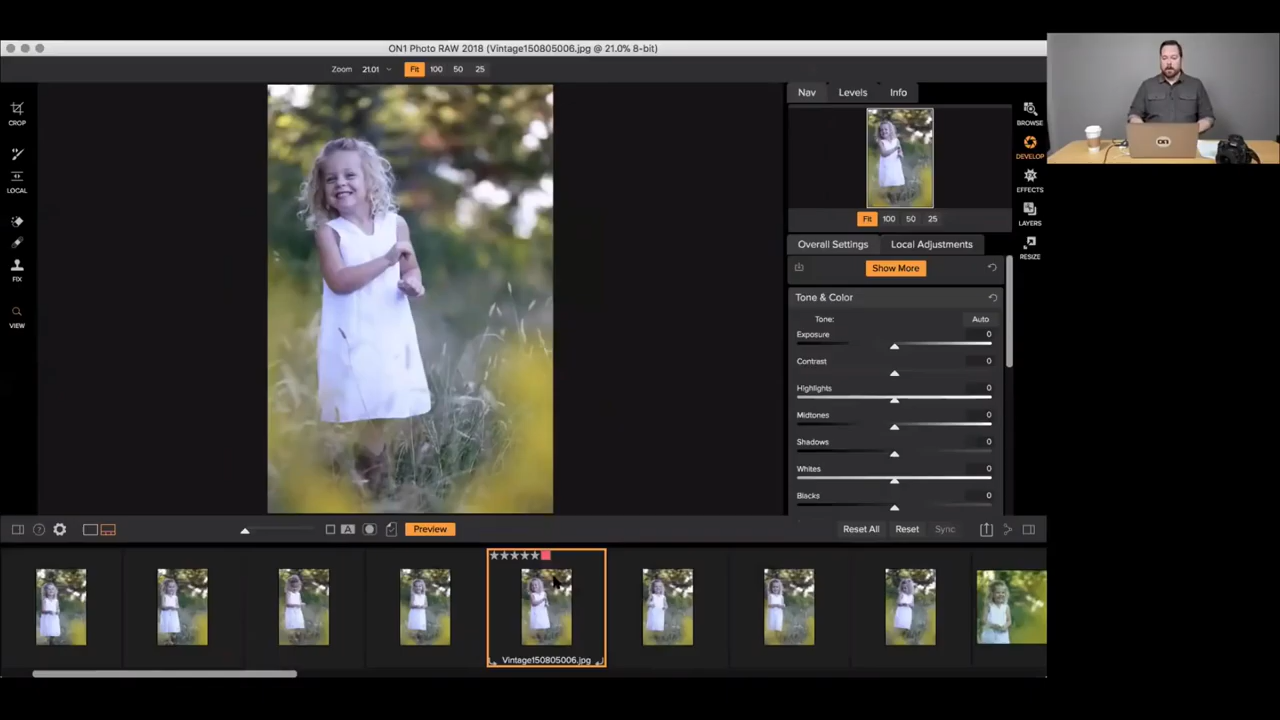 ON1 Photo RAW 2018 (Vintage150805006.jpg @ 21.0% 8-bit)
Zoom 21.01 Fit 100 50 25
Nav Levels Info
CROP
LOCAL
FIX
VIEW
BROWSE
DEVELOP
EFFECTS
LAYERS
RESIZE
Fit 100 50 25
Overall Settings Local Adjustments
Show More
Tone & Color
Tone: Auto
Exposure 0
Contrast 0
Highlights 0
Midtones 0
Shadows 0
Whites 0
Blacks 0
? A Preview Reset All Reset Sync
Vintage150805006.jpg
ON1